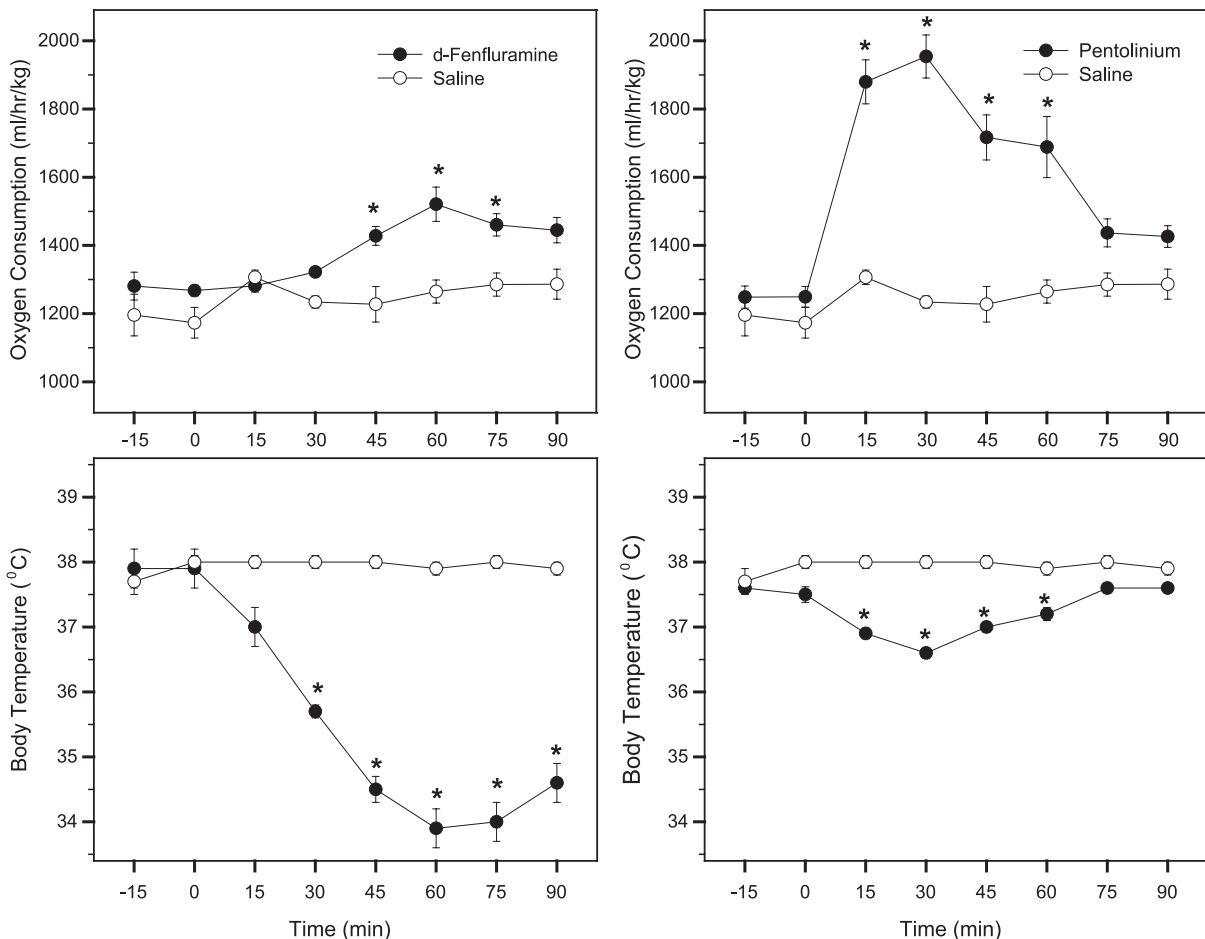 Oxygen Consumption (ml/hr/kg)
2000
1800
1600
1400
1200
1000
d-Fenfluramine
Saline
*
*
*
-15 0 15 30 45 60 75 90
Oxygen Consumption (ml/hr/kg)
2000
1800
1600
1400
1200
1000
Pentolinium
Saline
*
*
*
*
-15 0 15 30 45 60 75 90
Body Temperature (⁰C)
39
38
37
36
35
34
*
*
*
*
*
-15 0 15 30 45 60 75 90
Time (min)
Body Temperature (⁰C)
39
38
37
36
35
34
*
*
*
*
-15 0 15 30 45 60 75 90
Time (min)